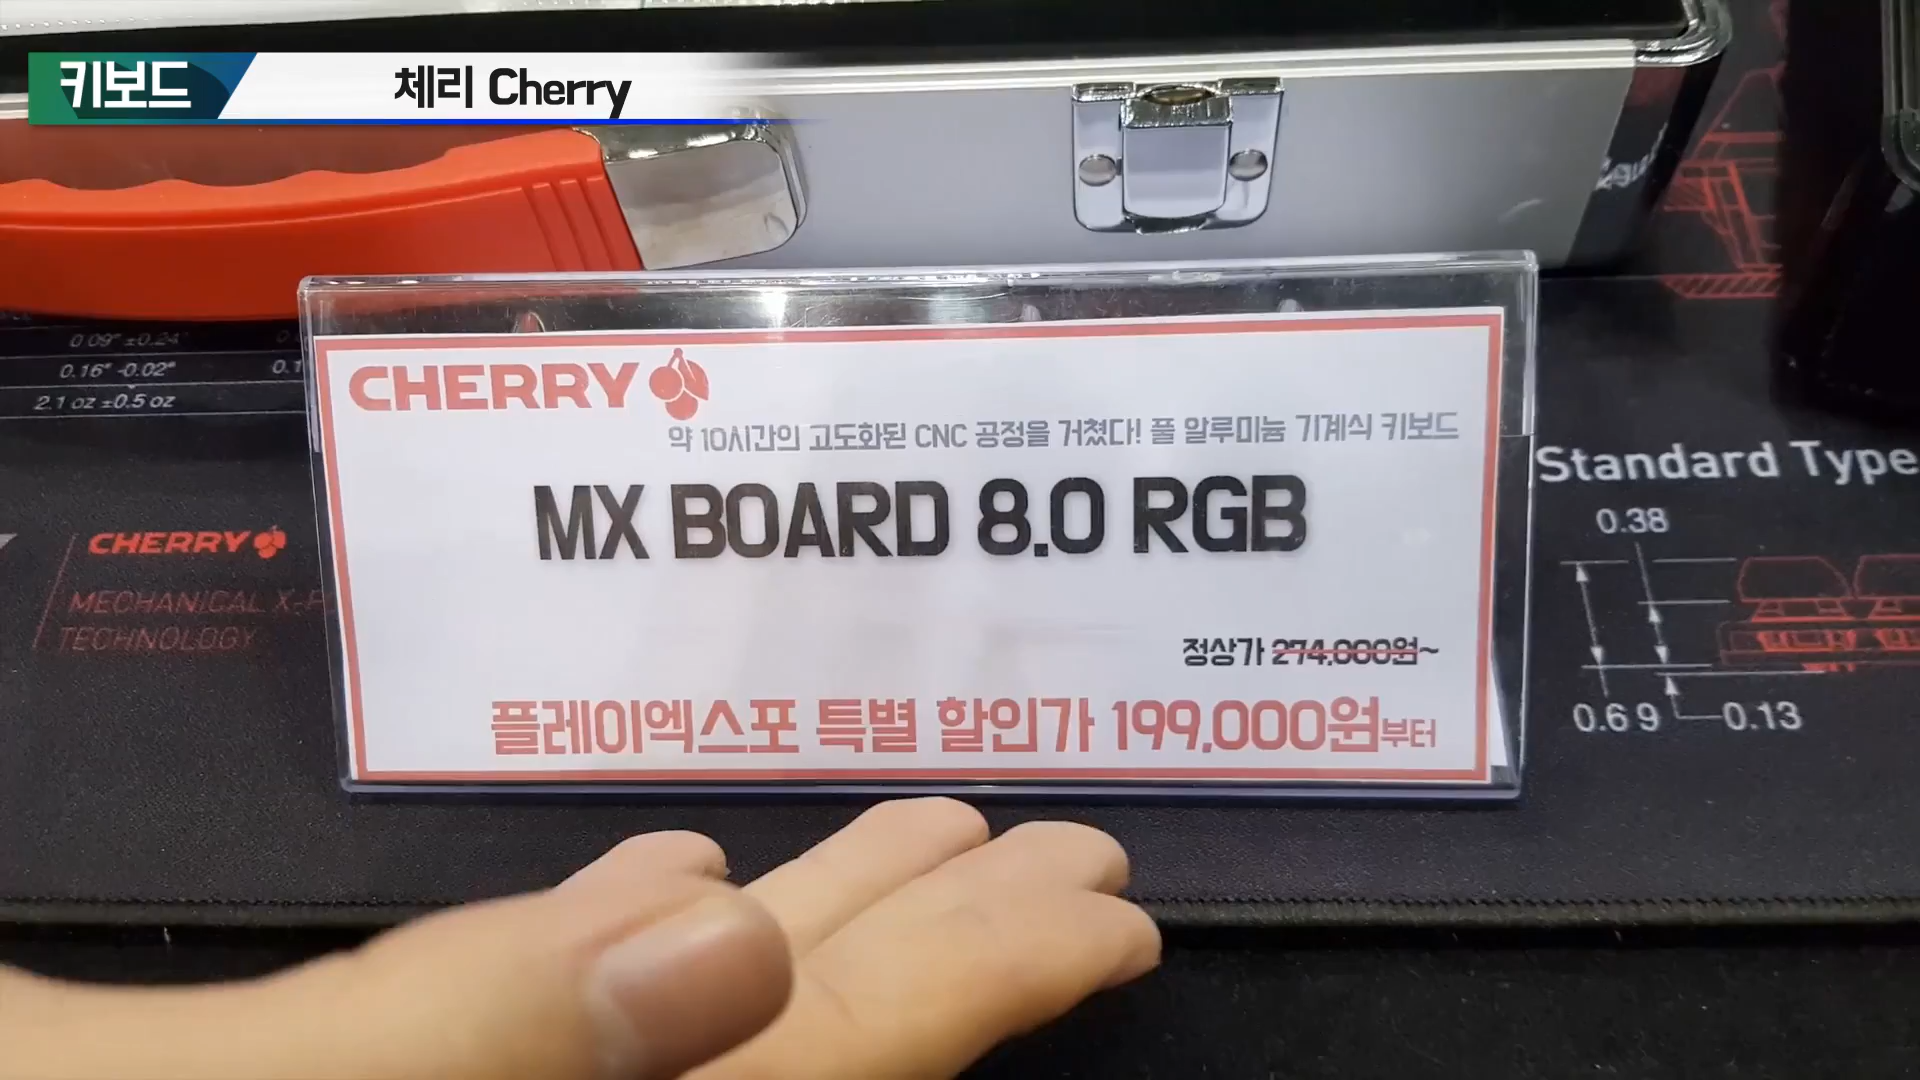 키보드
체리 Cherry
CHERRY
약 10시간의 고도화된 CNC 공정을 거쳤다! 풀 알루미늄 기계식 키보드
MX BOARD 8.0 RGB
정상가 274,000원~
플레이엑스포 특별 할인가 199,000원부터
0.09" ±0.24"
0.16" -0.02"
2.1 oz ±0.5 oz
CHERRY
MECHANICAL
TECHNOLOGY
Standard Type
0.38
0.69
0.13